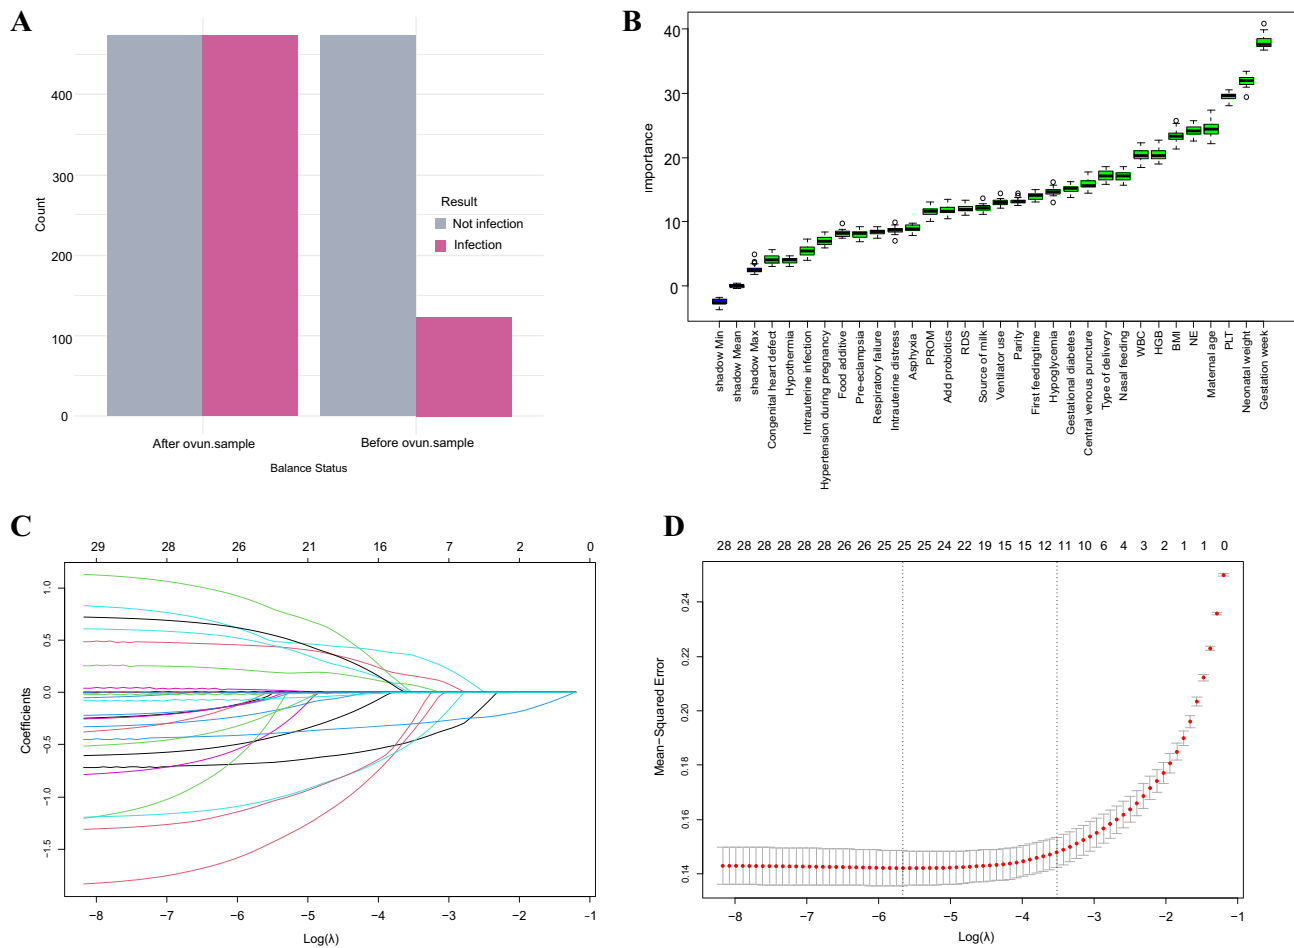 A
Count
400
300
200
100
0
Result
Not infection
Infection
After ovun.sample
Before ovun.sample
Balance Status
B
importance
40
30
20
10
0
shadow Min
shadow Mean
shadow Max
Congenital heart defect
Hypothermia
Intrauterine infection
Hypertension during pregnancy
Food additive
Pre-eclampsia
Respiratory failure
Intrauterine distress
Asphyxia
PROM
Add probiotics
RDS
Source of milk
Ventilator use
Parity
First feedingtime
Hypoglycemia
Gestational diabetes
Central venous puncture
Type of delivery
Nasal feeding
WBC
HGB
BMI
NE
Maternal age
PLT
Neonatal weight
Gestation week
C
29 28 26 21 16 7 2 0
Coefficients
1.0
0.5
0.0
-0.5
-1.0
-1.5
-8 -7 -6 -5 -4 -3 -2 -1
Log(λ)
D
28 28 28 28 28 28 26 26 25 25 25 24 22 19 15 15 12 11 10 6 4 3 2 1 1 0
Mean-Squared Error
0.24
0.22
0.20
0.18
0.16
0.14
-8 -7 -6 -5 -4 -3 -2 -1
Log(λ)